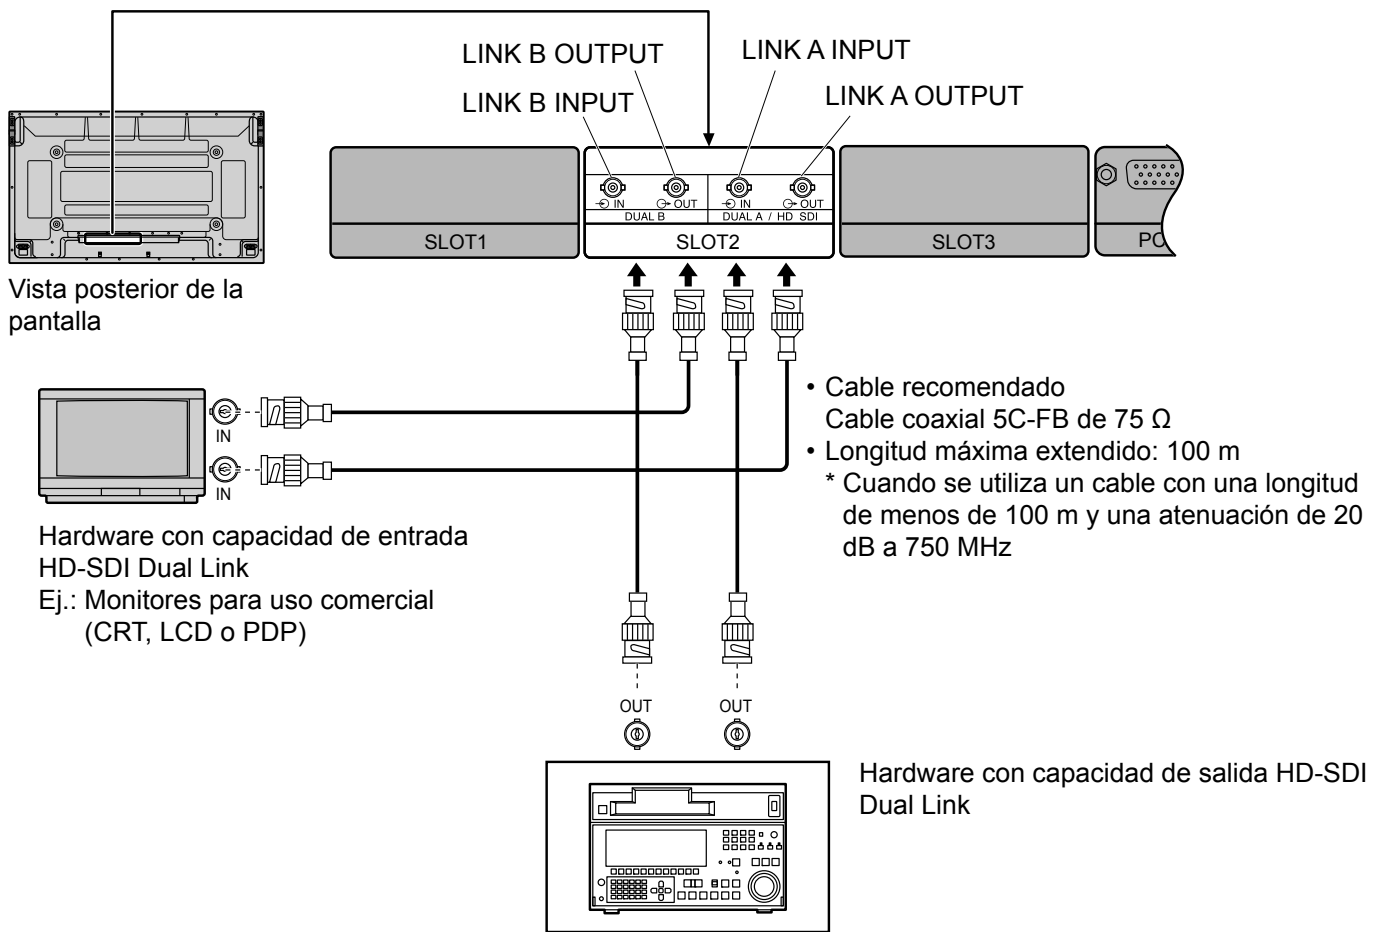 LINK B OUTPUT
LINK A INPUT
LINK B INPUT
LINK A OUTPUT
IN
OUT
IN
OUT
DUAL B
DUAL A / HD SDI
SLOT1
SLOT2
SLOT3
PC
Vista posterior de la
pantalla
IN
IN
Hardware con capacidad de entrada
HD-SDI Dual Link
Ej.: Monitores para uso comercial
(CRT, LCD o PDP)
• Cable recomendado
Cable coaxial 5C-FB de 75 Ω
• Longitud máxima extendido: 100 m
* Cuando se utiliza un cable con una longitud
de menos de 100 m y una atenuación de 20
dB a 750 MHz
OUT
OUT
Hardware con capacidad de salida HD-SDI
Dual Link